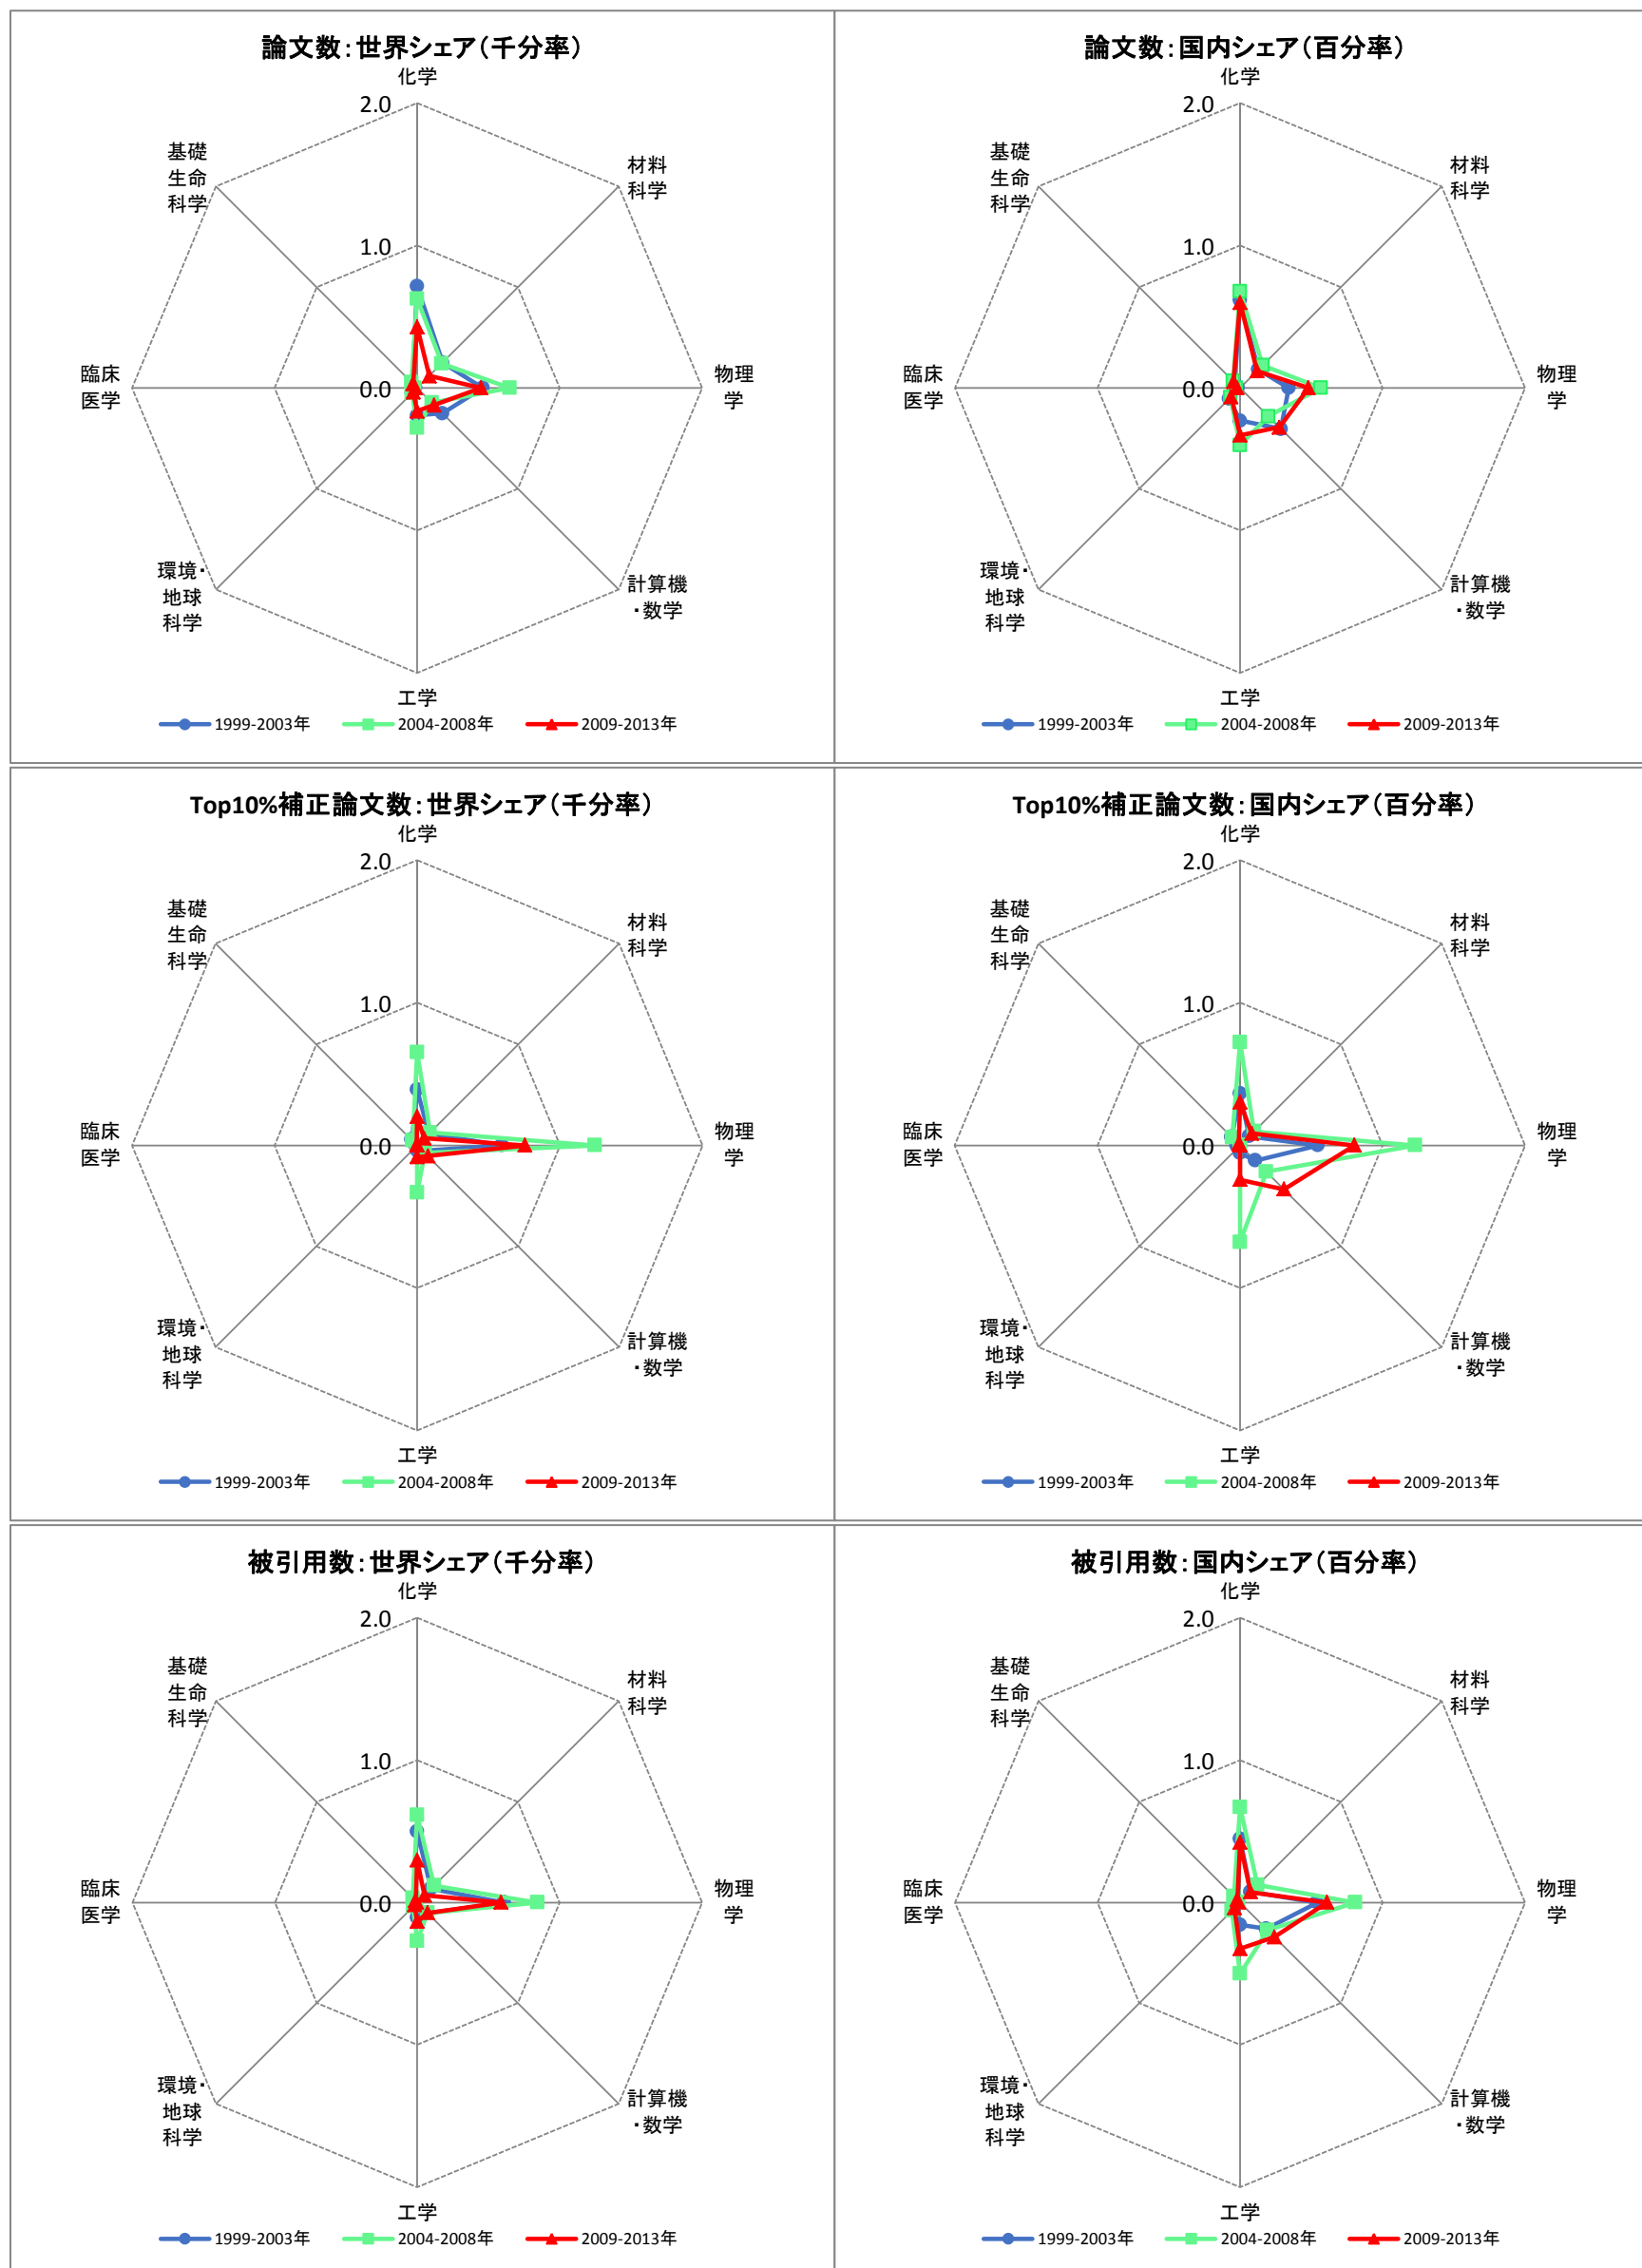 論文数：世界シェア（千分率）
化学
2.0
1.0
0.0
材料
科学
物理
学
計算機
・数学
工学
環境・
地球
科学
臨床
医学
基礎
生命
科学
1999-2003年 2004-2008年 2009-2013年
論文数：国内シェア（百分率）
化学
2.0
1.0
0.0
材料
科学
物理
学
計算機
・数学
工学
環境・
地球
科学
臨床
医学
基礎
生命
科学
1999-2003年 2004-2008年 2009-2013年
Top10%補正論文数：世界シェア（千分率）
化学
2.0
1.0
0.0
材料
科学
物理
学
計算機
・数学
工学
環境・
地球
科学
臨床
医学
基礎
生命
科学
1999-2003年 2004-2008年 2009-2013年
Top10%補正論文数：国内シェア（百分率）
化学
2.0
1.0
0.0
材料
科学
物理
学
計算機
・数学
工学
環境・
地球
科学
臨床
医学
基礎
生命
科学
1999-2003年 2004-2008年 2009-2013年
被引用数：世界シェア（千分率）
化学
2.0
1.0
0.0
材料
科学
物理
学
計算機
・数学
工学
環境・
地球
科学
臨床
医学
基礎
生命
科学
1999-2003年 2004-2008年 2009-2013年
被引用数：国内シェア（百分率）
化学
2.0
1.0
0.0
材料
科学
物理
学
計算機
・数学
工学
環境・
地球
科学
臨床
医学
基礎
生命
科学
1999-2003年 2004-2008年 2009-2013年